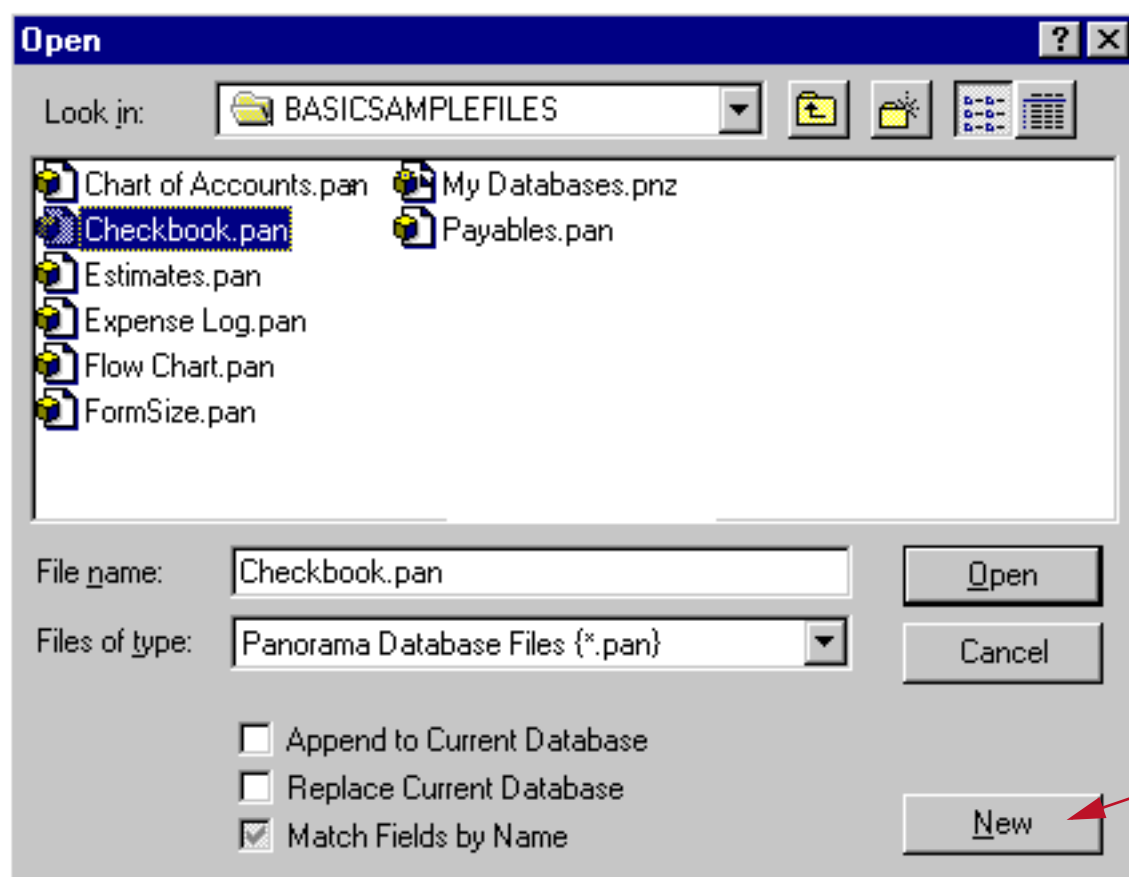 Open
Look in: BASICSAMPLEFILES
Chart of Accounts.pan
Checkbook.pan
Estimates.pan
Expense Log.pan
Flow Chart.pan
FormSize.pan
My Databases.pnz
Payables.pan
File name: Checkbook.pan
Open
Files of type: Panorama Database Files {*.pan}
Cancel
Append to Current Database
Replace Current Database
Match Fields by Name
New